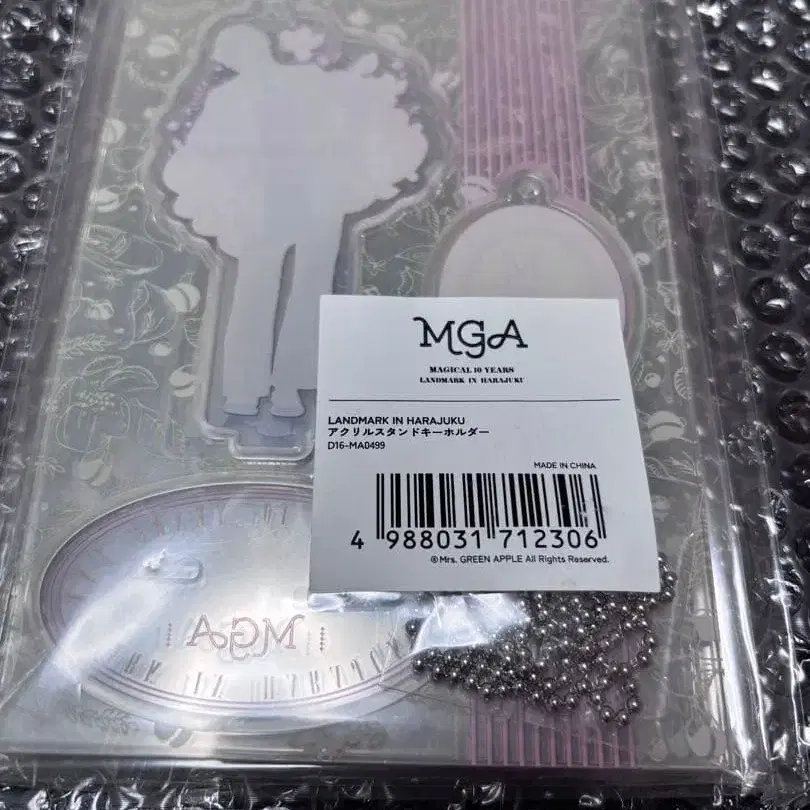 MGA
MAGICAL 10 YEARS
LANDMARK IN HARAJUKU
LANDMARK IN HARAJUKU
アクリルスタンドキーホルダー
D16-MA0499
MADE IN CHINA
4 988031 712306
©Mrs. GREEN APPLE All Rights Reserved.
MGA